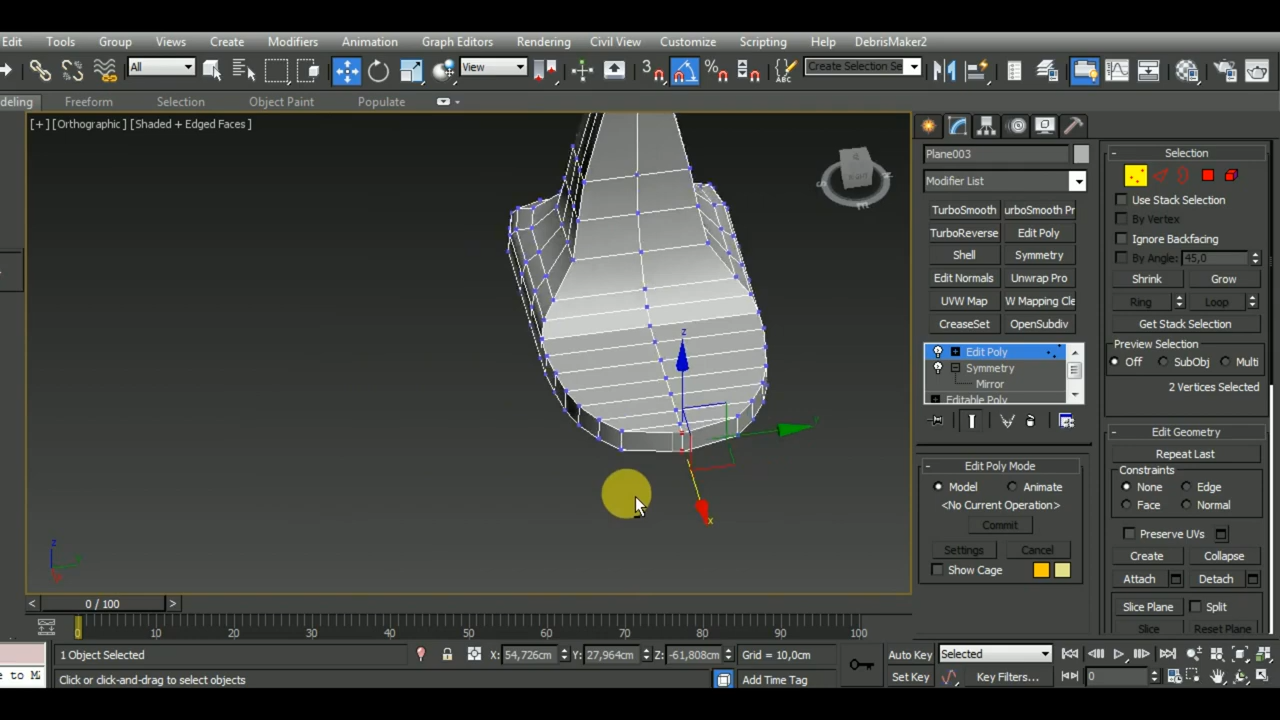 Edit Tools Group Views Create Modifiers Animation Graph Editors Rendering Civil View Customize Scripting Help DebrisMaker2
All View 3 Create Selection Se
deling Freeform Selection Object Paint Populate
[+] [Orthographic ] [Shaded + Edged Faces ]
Plane003
Modifier List
TurboSmooth urboSmooth Pr
TurboReverse Edit Poly
Shell Symmetry
Edit Normals Unwrap Pro
UVW Map W Mapping Cle
CreaseSet OpenSubdiv
Edit Poly
Symmetry
Mirror
Editable Poly
- Edit Poly Mode
Model Animate
<No Current Operation>
Commit
Settings Cancel
Show Cage
- Selection
Use Stack Selection
By Vertex
Ignore Backfacing
By Angle: 45,0
Shrink Grow
Ring Loop
Get Stack Selection
Preview Selection
Off SubObj Multi
2 Vertices Selected
- Edit Geometry
Repeat Last
Constraints
None Edge
Face Normal
Preserve UVs
Create Collapse
Attach Detach
Slice Plane Split
Slice Reset Plane
z
y
x
z
< 0 / 100 >
0 10 20 30 40 50 60 70 80 90 100
1 Object Selected X: 54,726cm Y: 27,964cm Z: -61,808cm Grid = 10,0cm Auto Key Selected
e to Mi Click or click-and-drag to select objects Add Time Tag Set Key Key Filters... 0